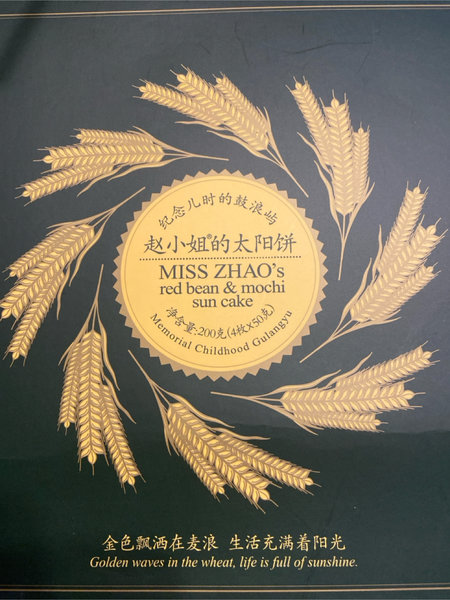 纪念儿时的鼓浪屿
赵小姐®的太阳饼
MISS ZHAO's
red bean & mochi
sun cake
净含量:200克(4枚x50克)
Memorial Childhood Gulangyu
金色飘洒在麦浪 生活充满着阳光
Golden waves in the wheat, life is full of sunshine.